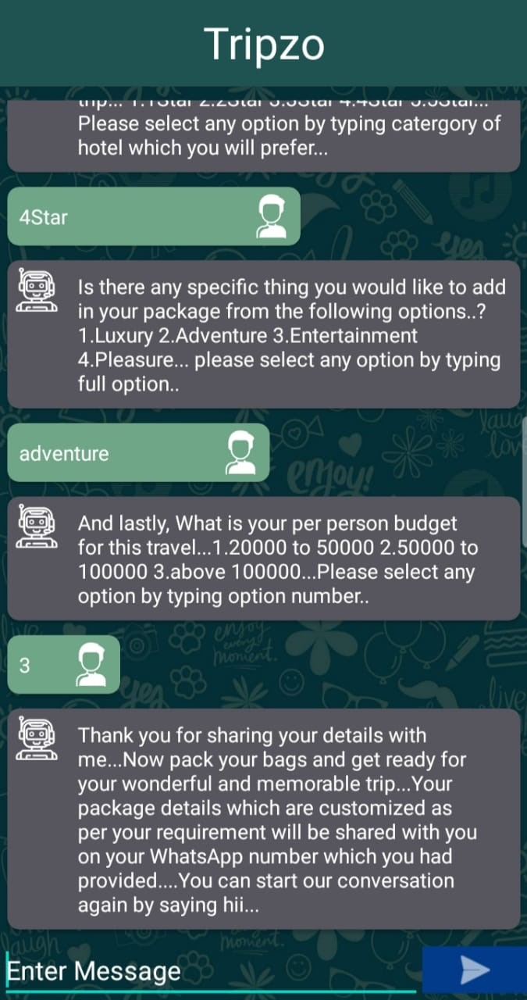 Tripzo
Please select any option by typing catergory of
hotel which you will prefer...
4Star
Is there any specific thing you would like to add
in your package from the following options..?
1.Luxury 2.Adventure 3.Entertainment
4.Pleasure... please select any option by typing
full option..
adventure
And lastly, What is your per person budget
for this travel...1.20000 to 50000 2.50000 to
100000 3.above 100000...Please select any
option by typing option number..
3
Thank you for sharing your details with
me...Now pack your bags and get ready for
your wonderful and memorable trip...Your
package details which are customized as
per your requirement will be shared with you
on your WhatsApp number which you had
provided....You can start our conversation
again by saying hii...
Enter Message